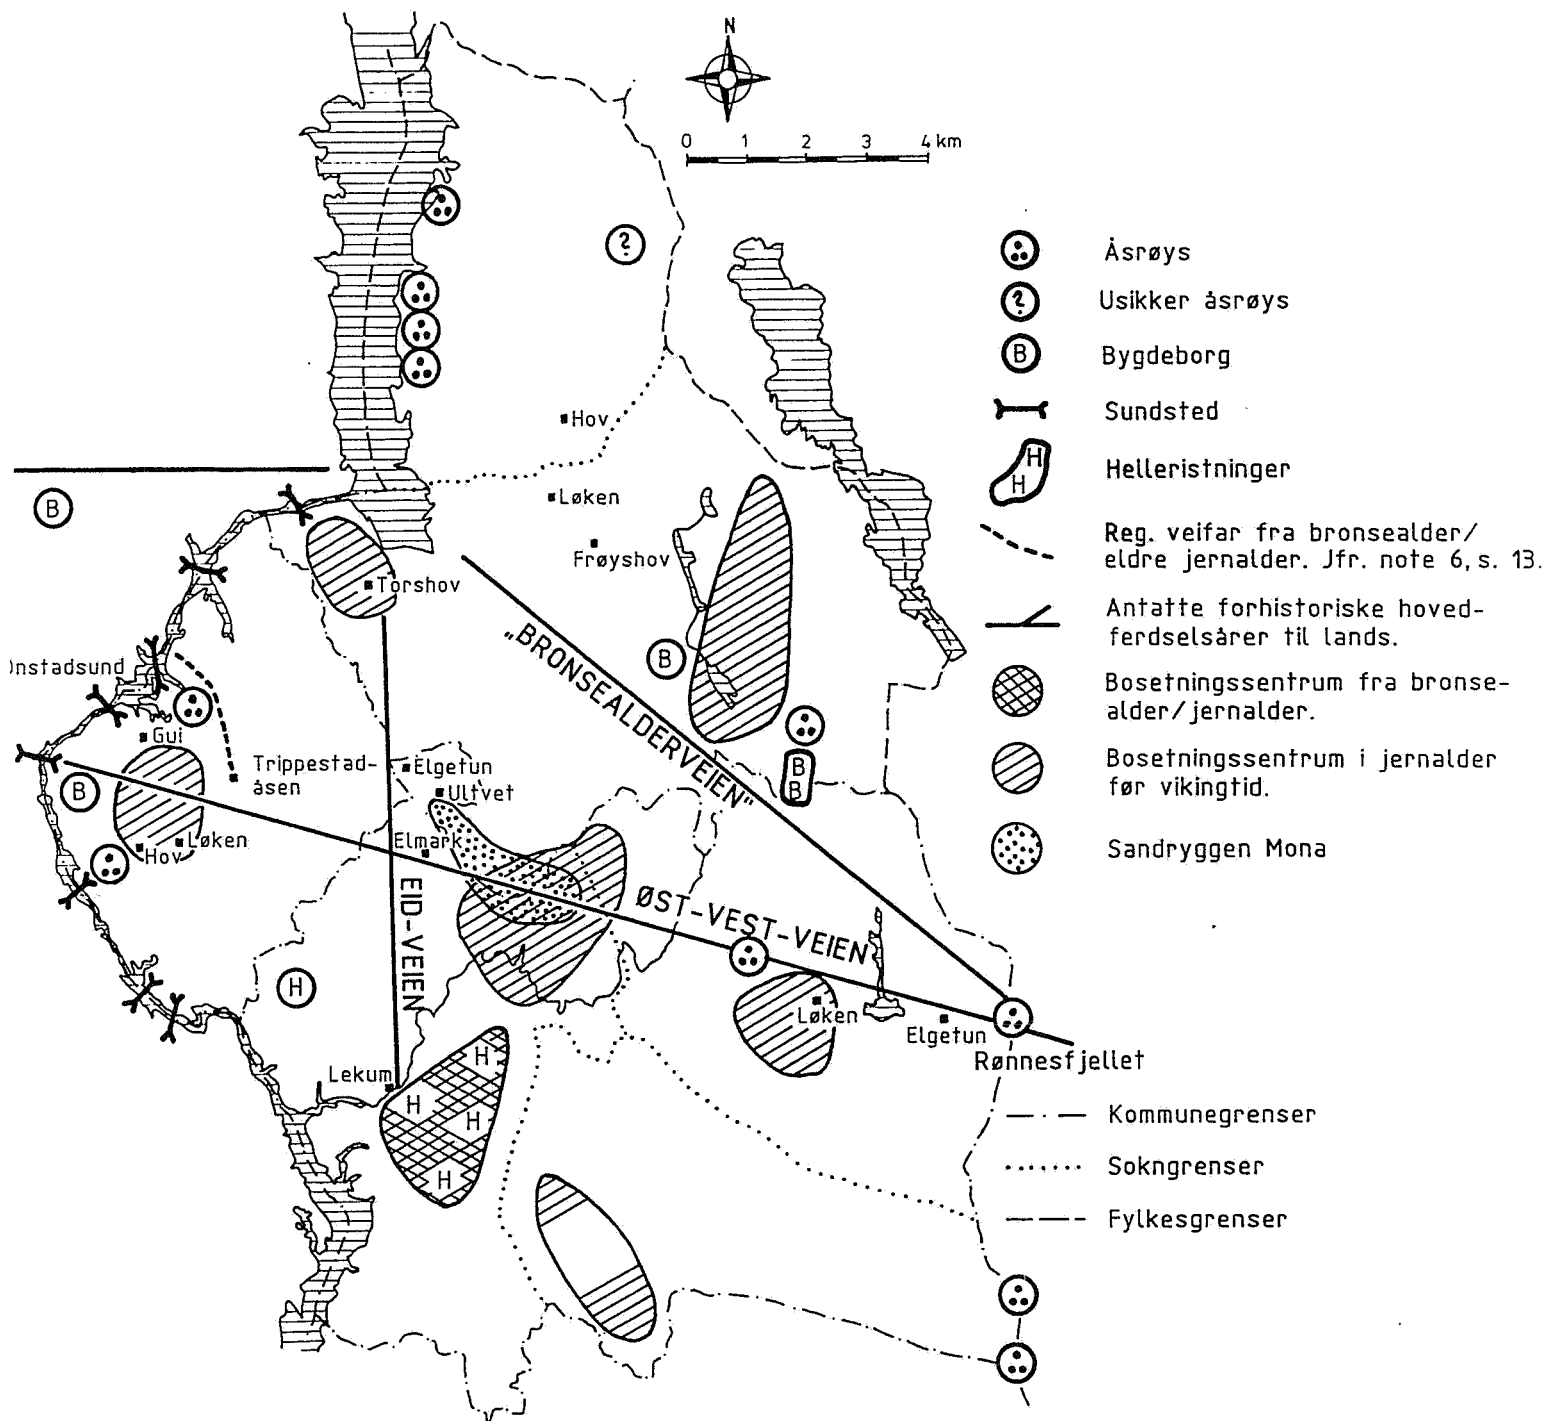 N
0 1 2 3 4 km
?
Åsrøys
? Usikker åsrøys
B Bygdeborg
Sundsted
H
H
Helleristninger
Reg. veifar fra bronsealder/
eldre jernalder. Jfr. note 6, s. 13.
Antatte forhistoriske hoved-
ferdselsårer til lands.
Bosetningssentrum fra bronse-
alder/jernalder.
Bosetningssentrum i jernalder
før vikingtid.
Sandryggen Mona
Kommunegrenser
Sokngrenser
Fylkesgrenser
Hov
B
Løken
Frøyshov
Torshov
„BRONSEALDERVEIEN"
B
nstadsund
Gui
Trippestad-
åsen
B
Elgetun
Ultvet
B
B
Elmark
Løken
Hov
EID-VEIEN
ØST-VEST-VEIEN
H
Løken
Elgetun
Rønnesfjellet
Lekum
H
H
H
H